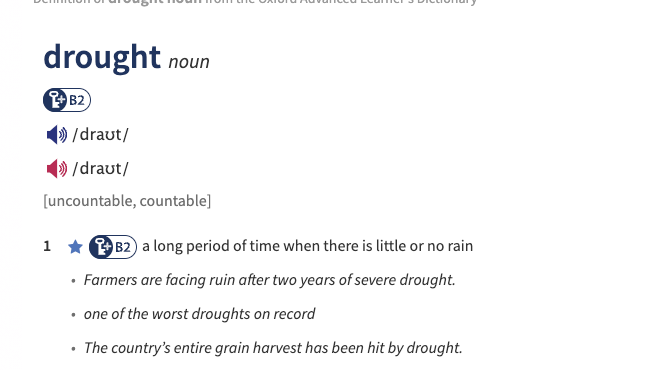 Definition of drought noun from the Oxford Advanced Learner's Dictionary
drought noun
B2
/draʊt/
/draʊt/
[uncountable, countable]
1 B2 a long period of time when there is little or no rain
• Farmers are facing ruin after two years of severe drought.
• one of the worst droughts on record
• The country’s entire grain harvest has been hit by drought.